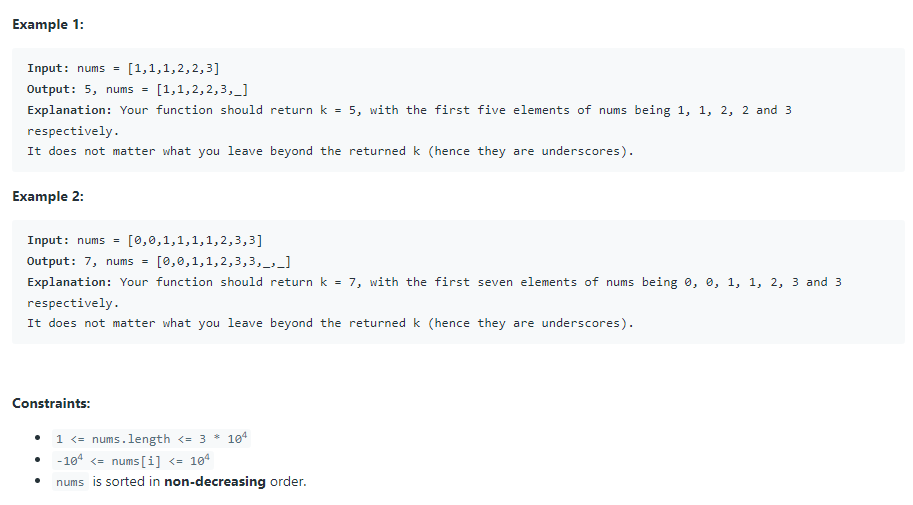 Example 1:
Input: nums = [1,1,1,2,2,3]
Output: 5, nums = [1,1,2,2,3,_]
Explanation: Your function should return k = 5, with the first five elements of nums being 1, 1, 2, 2 and 3
respectively.
It does not matter what you leave beyond the returned k (hence they are underscores).
Example 2:
Input: nums = [0,0,1,1,1,1,2,3,3]
Output: 7, nums = [0,0,1,1,2,3,3,_,_]
Explanation: Your function should return k = 7, with the first seven elements of nums being 0, 0, 1, 1, 2, 3 and 3
respectively.
It does not matter what you leave beyond the returned k (hence they are underscores).
Constraints:
• 1 <= nums.length <= 3 * 10⁴
• -10⁴ <= nums[i] <= 10⁴
• nums is sorted in non-decreasing order.